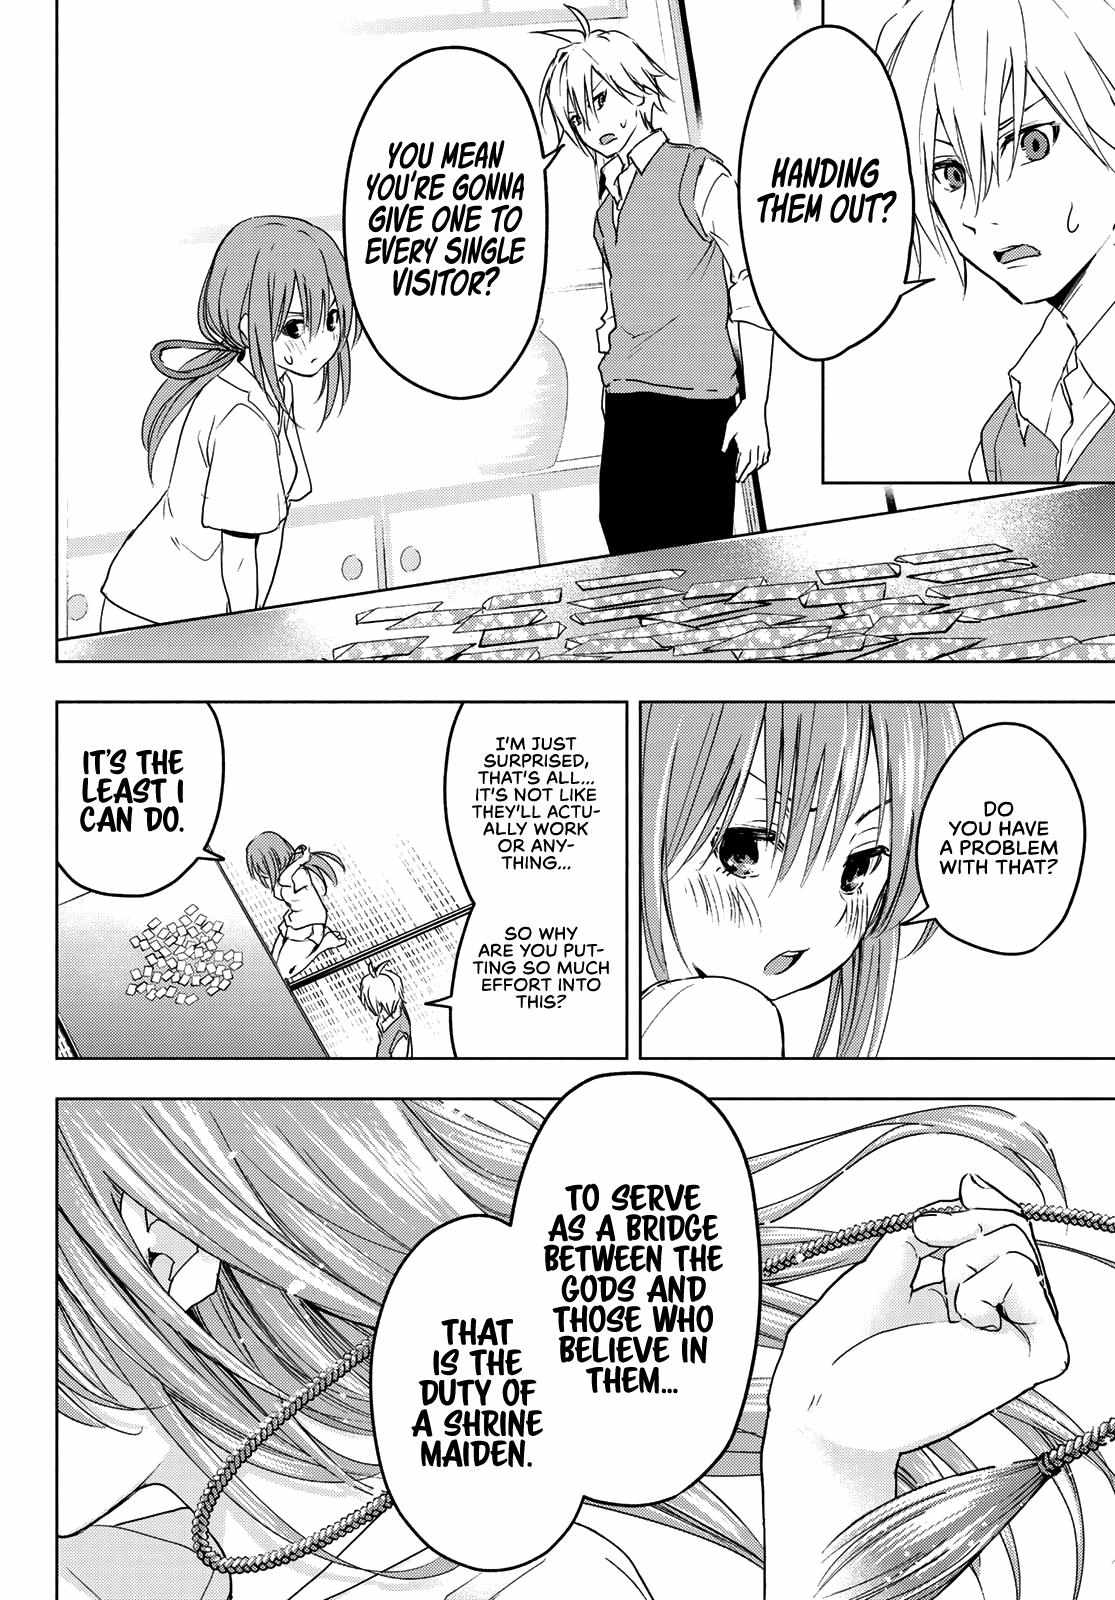 HANDING
THEM OUT?
YOU MEAN
YOU'RE GONNA
GIVE ONE TO
EVERY SINGLE
VISITOR?
DO
YOU HAVE
A PROBLEM
WITH THAT?
I'M JUST
SURPRISED,
THAT'S ALL...
IT'S NOT LIKE
THEY'LL ACTU-
ALLY WORK
OR ANY-
THING...
SO WHY
ARE YOU PUT-
TING SO MUCH
EFFORT INTO
THIS?
IT'S THE
LEAST I
CAN DO.
TO SERVE
AS A BRIDGE
BETWEEN THE
GODS AND
THOSE WHO
BELIEVE IN
THEM...
THAT
IS THE
DUTY OF
A SHRINE
MAIDEN.